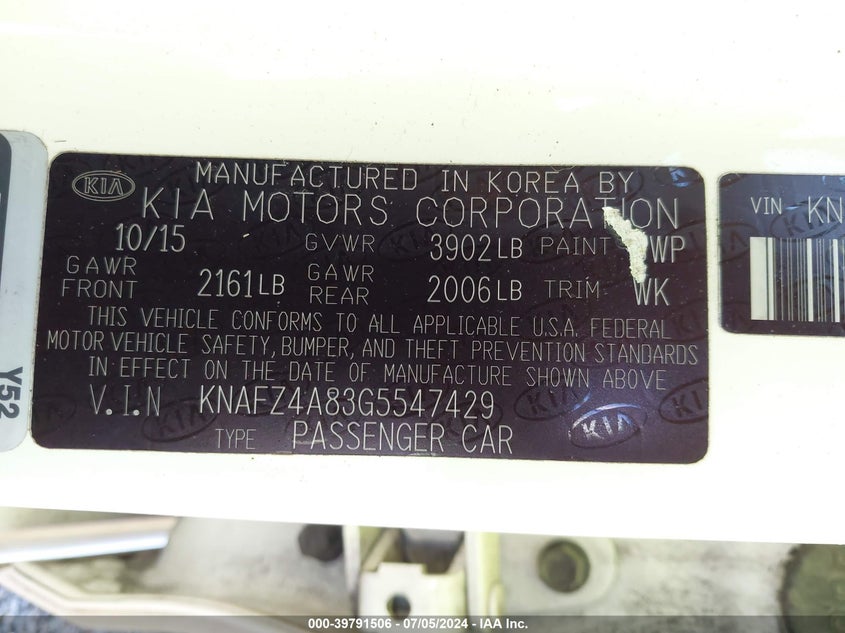 MANUFACTURED IN KOREA BY
KIA KIA MOTORS CORPORATION
10/15 GVWR 3902LB PAINT WP
GAWR FRONT 2161LB GAWR REAR 2006LB TRIM WK
THIS VEHICLE CONFORMS TO ALL APPLICABLE U.S.A. FEDERAL
MOTOR VEHICLE SAFETY, BUMPER, AND THEFT PREVENTION STANDARDS
IN EFFECT ON THE DATE OF MANUFACTURE SHOWN ABOVE
V.I.N KNAFZ4A83G5547429
TYPE PASSENGER CAR
KIA
VIN KN
Y52
000-39791506 - 07/05/2024 - IAA Inc.